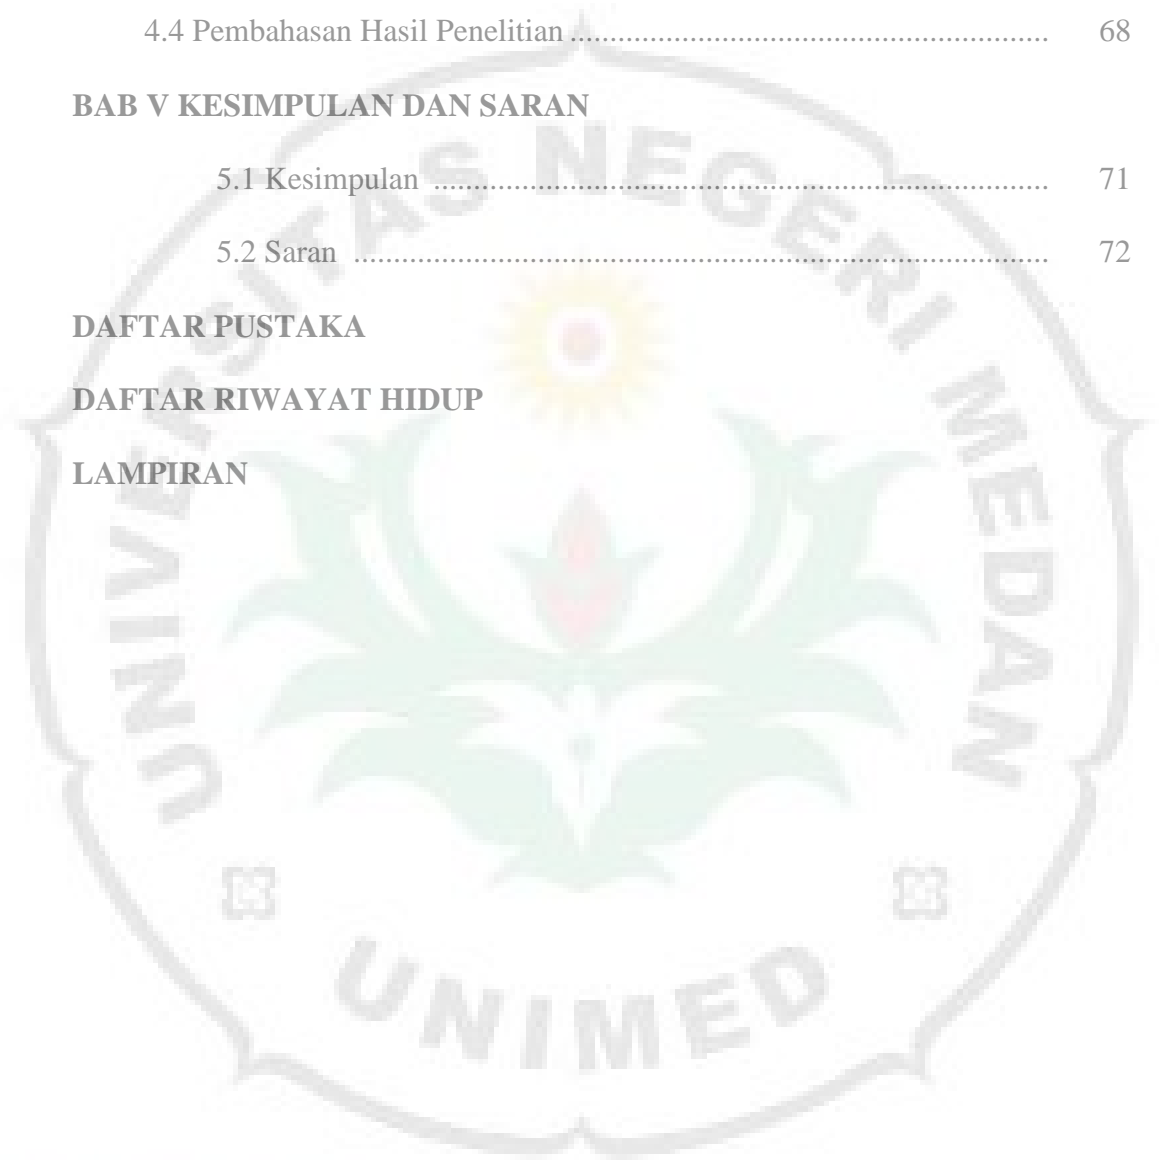 4.4 Pembahasan Hasil Penelitian ........................................................... 68
BAB V KESIMPULAN DAN SARAN
5.1 Kesimpulan .............................................................................. 71
5.2 Saran ........................................................................................ 72
DAFTAR PUSTAKA
DAFTAR RIWAYAT HIDUP
LAMPIRAN
UNIVERSITAS NEGERI MEDAN
UNIMED